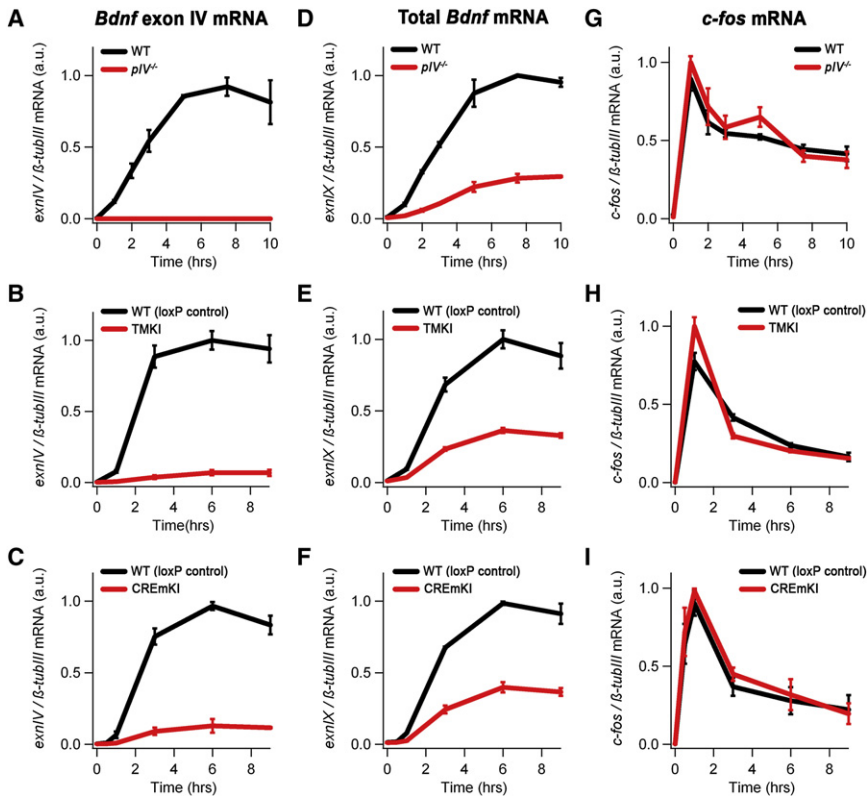 A
Bdnf exon IV mRNA
WT
pIV-/-
exnIV / ß-tubIII mRNA (a.u.)
1.0
0.5
0.0
0 2 4 6 8 10
Time (hrs)
D
Total Bdnf mRNA
WT
pIV-/-
exnIX / ß-tubIII mRNA (a.u.)
1.0
0.5
0.0
0 2 4 6 8 10
Time (hrs)
G
c-fos mRNA
WT
pIV-/-
c-fos / ß-tubIII mRNA (a.u.)
1.0
0.5
0.0
0 2 4 6 8 10
Time (hrs)
B
WT (loxP control)
TMKI
exnIV / ß-tubIII mRNA (a.u.)
1.0
0.5
0.0
0 2 4 6 8
Time(hrs)
E
WT (loxP control)
TMKI
exnIX / ß-tubIII mRNA (a.u.)
1.0
0.5
0.0
0 2 4 6 8
Time (hrs)
H
WT (loxP control)
TMKI
c-fos / ß-tubIII mRNA (a.u.)
1.0
0.5
0.0
0 2 4 6 8
Time (hrs)
C
WT (loxP control)
CREmKI
exnIV / ß-tubIII mRNA (a.u.)
1.0
0.5
0.0
0 2 4 6 8
Time (hrs)
F
WT (loxP control)
CREmKI
exnIX / ß-tubIII mRNA (a.u.)
1.0
0.5
0.0
0 2 4 6 8
Time (hrs)
I
WT (loxP control)
CREmKI
c-fos / ß-tubIII mRNA (a.u.)
1.0
0.5
0.0
0 2 4 6 8
Time (hrs)